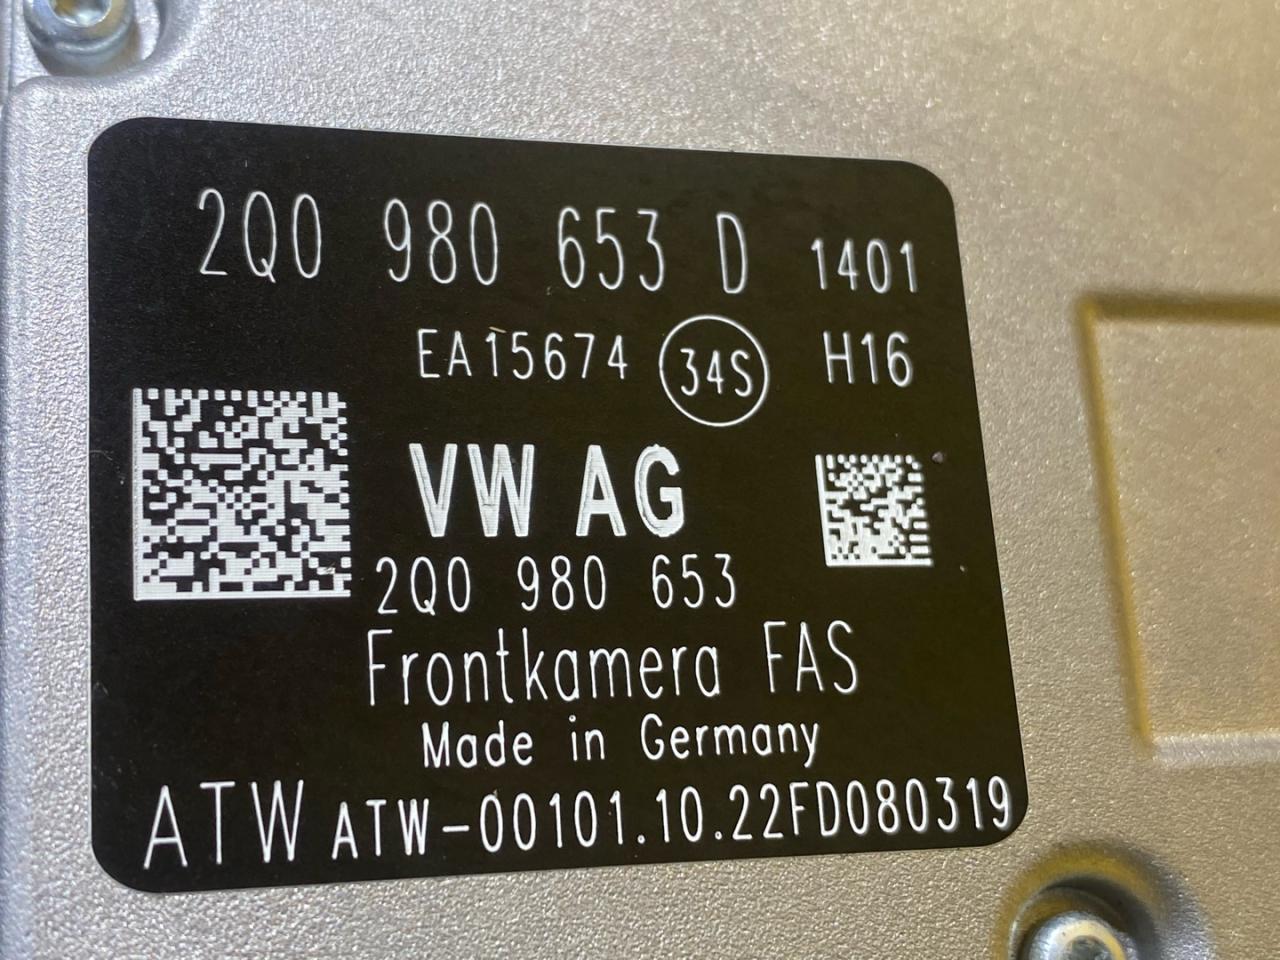 2Q0 980 653 D 1401
EA15674 34S H16
VW AG
2Q0 980 653
Frontkamera FAS
Made in Germany
ATW ATW-00101.10.22FD080319